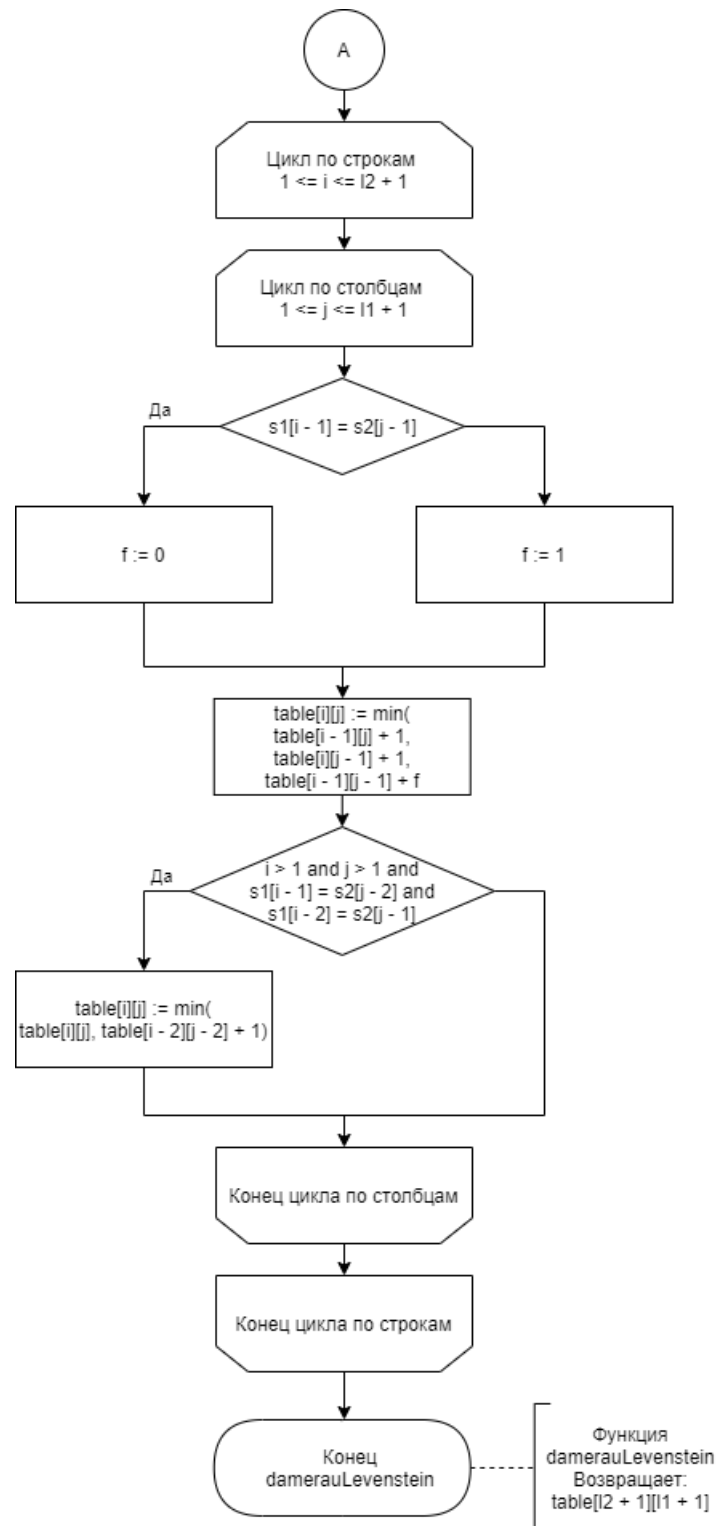 A
Цикл по строкам
1 <= i <= l2 + 1
Цикл по столбцам
1 <= j <= l1 + 1
Да
s1[i - 1] = s2[j - 1]
f := 0
f := 1
table[i][j] := min(
table[i - 1][j] + 1,
table[i][j - 1] + 1,
table[i - 1][j - 1] + f
Да
i > 1 and j > 1 and
s1[i - 1] = s2[j - 2] and
s1[i - 2] = s2[j - 1]
table[i][j] := min(
table[i][j], table[i - 2][j - 2] + 1)
Конец цикла по столбцам
Конец цикла по строкам
Конец
damerauLevenstein
Функция
damerauLevenstein
Возвращает:
table[l2 + 1][l1 + 1]